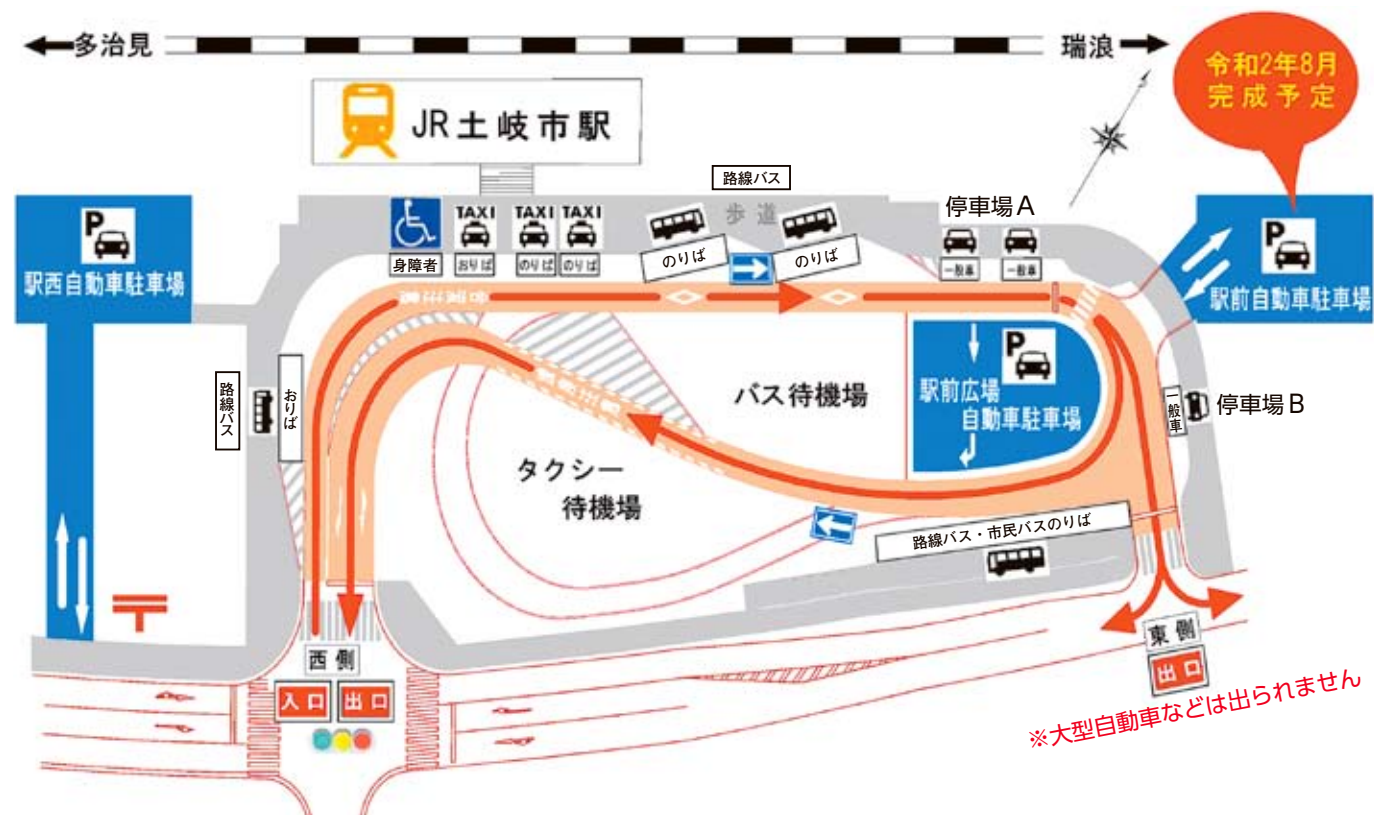 多治見
瑞浪
令和2年8月
完成予定
JR土岐市駅
路線バス
歩道
停車場A
P
駅西自動車駐車場
身障者
TAXI
おりば
TAXI
のりば
TAXI
のりば
のりば
のりば
一般車
一般車
P
駅前自動車駐車場
路線バス
おりば
バス待機場
P
駅前広場
自動車駐車場
一般車
停車場B
タクシー
待機場
路線バス・市民バスのりば
西側
入口
出口
東側
出口
※大型自動車などは出られません